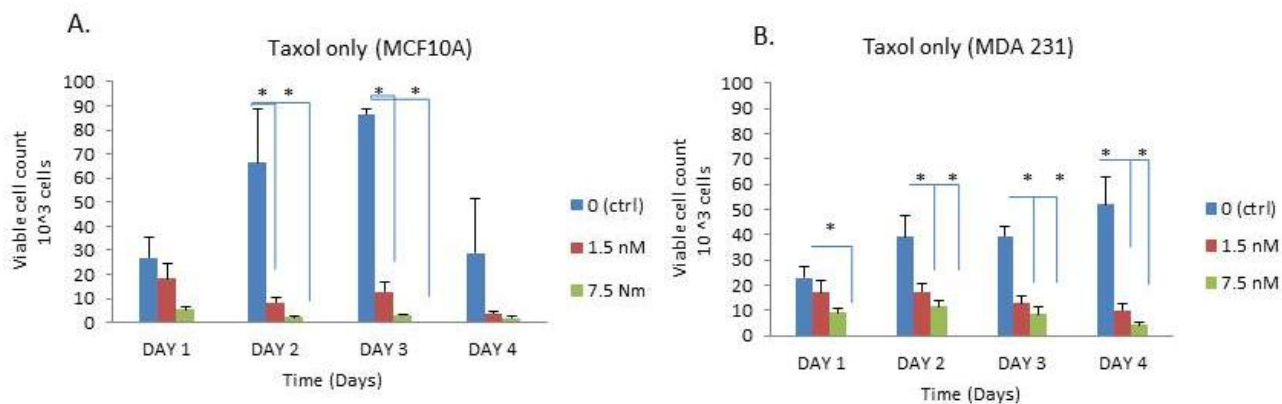 A.
Taxol only (MCF10A)
100
90
80
70
60
50
40
30
20
10
0
Viable cell count
10^3 cells
* *
* *
0 (ctrl)
1.5 nM
7.5 Nm
DAY 1 DAY 2 DAY 3 DAY 4
Time (Days)
B.
Taxol only (MDA 231)
100
90
80
70
60
50
40
30
20
10
0
Viable cell count
10 ^3 cells
*
* *
* *
* *
0 (ctrl)
1.5 nM
7.5 nM
DAY 1 DAY 2 DAY 3 DAY 4
Time (Days)